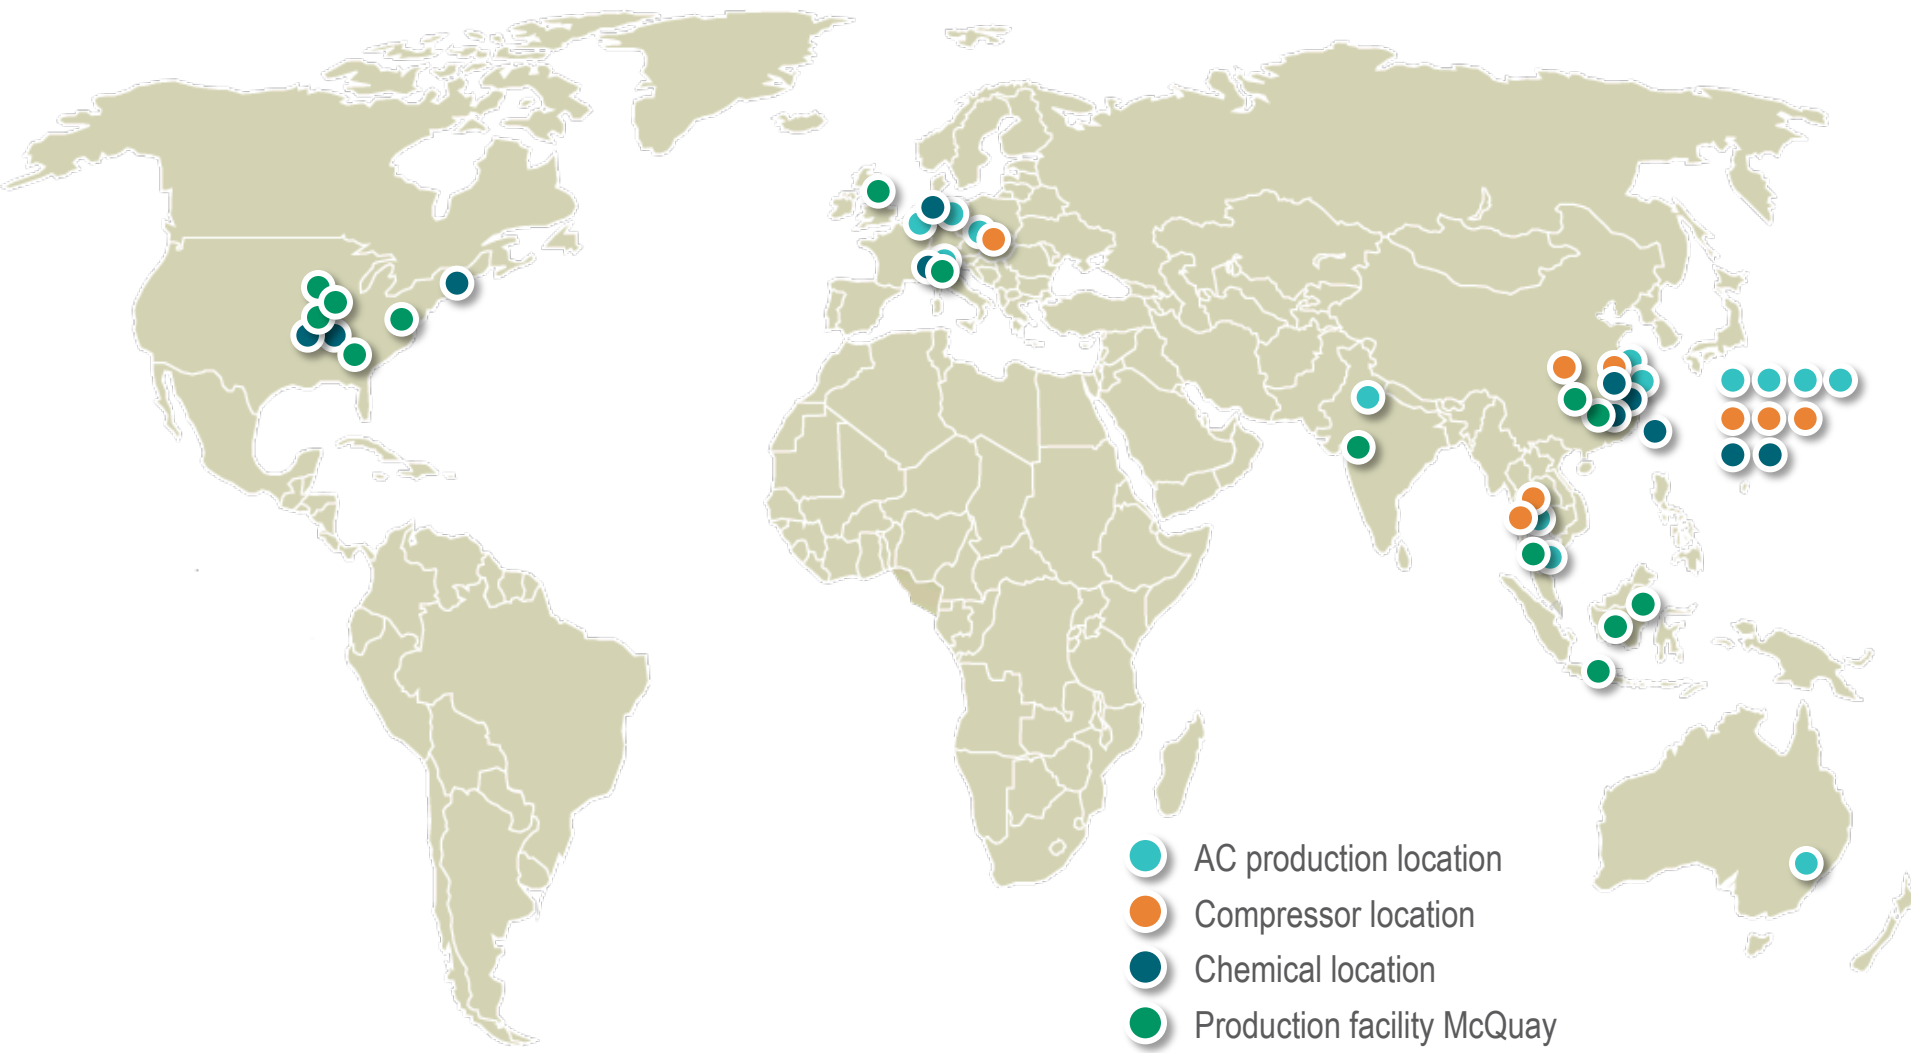 AC production location
Compressor location
Chemical location
Production facility McQuay